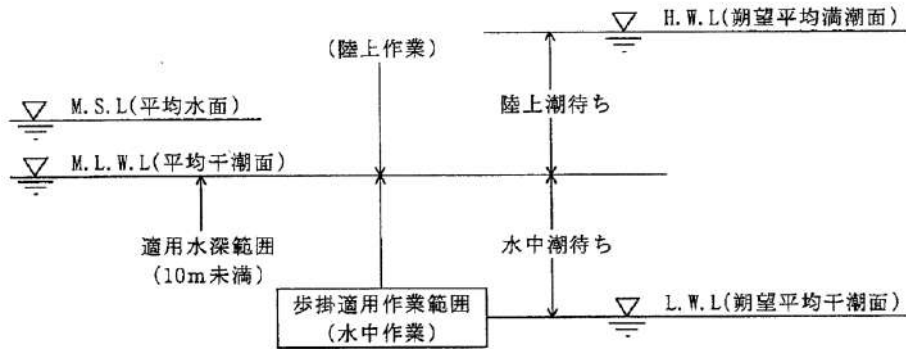 H.W.L(朔望平均満潮面)
(陸上作業)
陸上潮待ち
M.S.L(平均水面)
M.L.W.L(平均干潮面)
適用水深範囲
(10m未満)
水中潮待ち
歩掛適用作業範囲
(水中作業)
L.W.L(朔望平均干潮面)